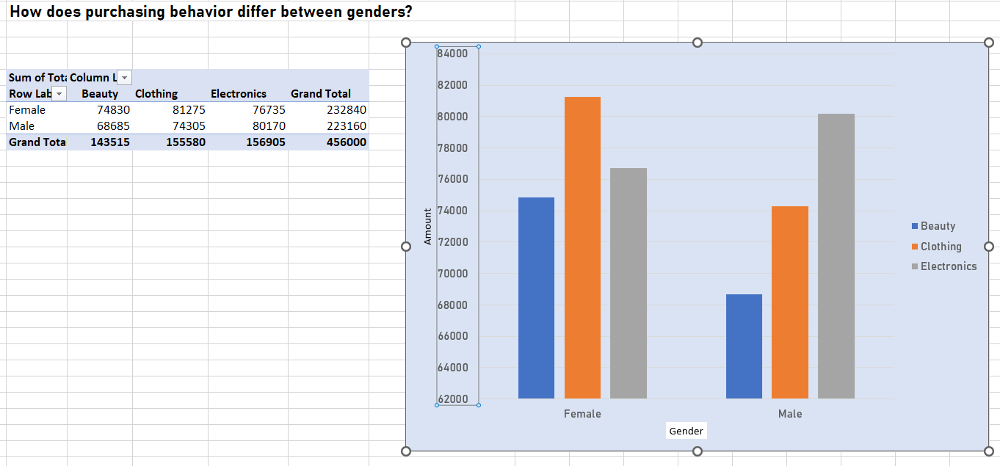 How does purchasing behavior differ between genders?
Sum of Tota Column L
Row Lab Beauty Clothing Electronics Grand Total
Female 74830 81275 76735 232840
Male 68685 74305 80170 223160
Grand Tota 143515 155580 156905 456000
84000
82000
80000
78000
76000
74000
72000
70000
68000
66000
64000
62000
Amount
Female Male
Gender
Beauty
Clothing
Electronics